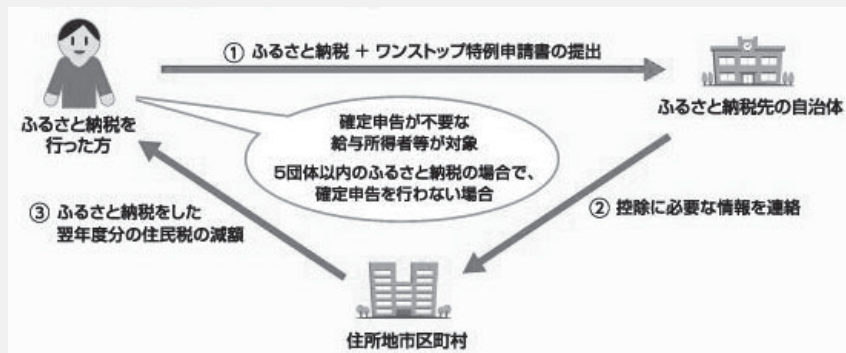 ① ふるさと納税 + ワンストップ特例申請書の提出
ふるさと納税を
行った方
ふるさと納税先の自治体
確定申告が不要な
給与所得者等が対象
5団体以内のふるさと納税の場合で、
確定申告を行わない場合
② 控除に必要な情報を連絡
③ ふるさと納税をした
翌年度分の住民税の減額
住所地市区町村